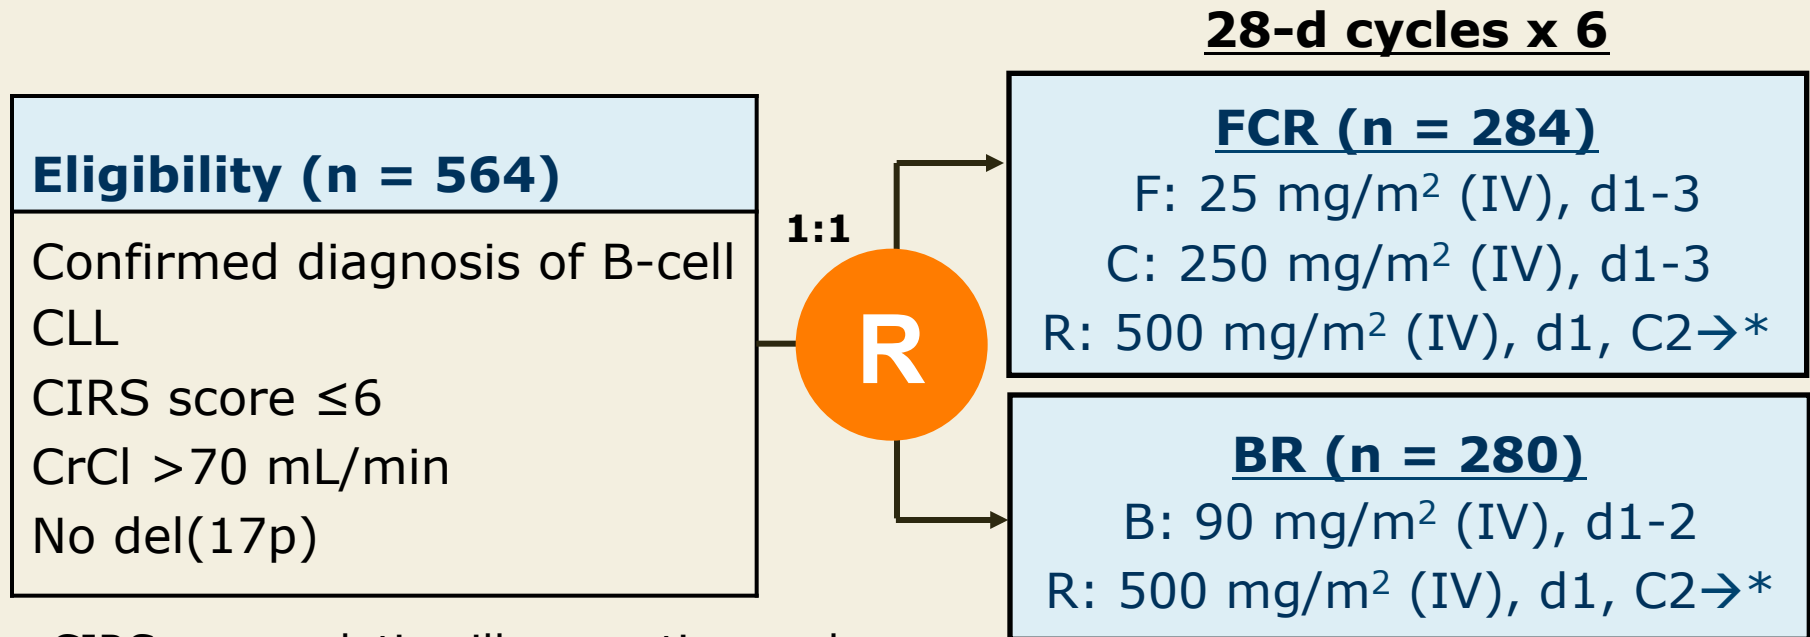 28-d cycles x 6
Eligibility (n = 564)
Confirmed diagnosis of B-cell
CLL
CIRS score ≤6
CrCl >70 mL/min
No del(17p)
1:1
R
FCR (n = 284)
F: 25 mg/m² (IV), d1-3
C: 250 mg/m² (IV), d1-3
R: 500 mg/m² (IV), d1, C2→*
BR (n = 280)
B: 90 mg/m² (IV), d1-2
R: 500 mg/m² (IV), d1, C2→*